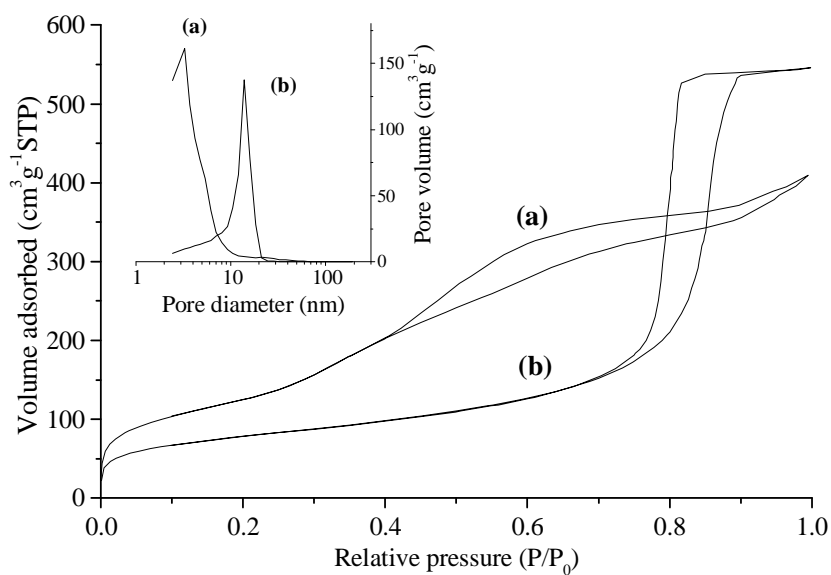 600
500
400
300
200
100
0
Volume adsorbed (cm³g⁻¹STP)
0.0 0.2 0.4 0.6 0.8 1.0
Relative pressure (P/P₀)
(a)
(b)
(a)
(b)
150
100
50
0
Pore volume (cm³g⁻¹)
1 10 100
Pore diameter (nm)